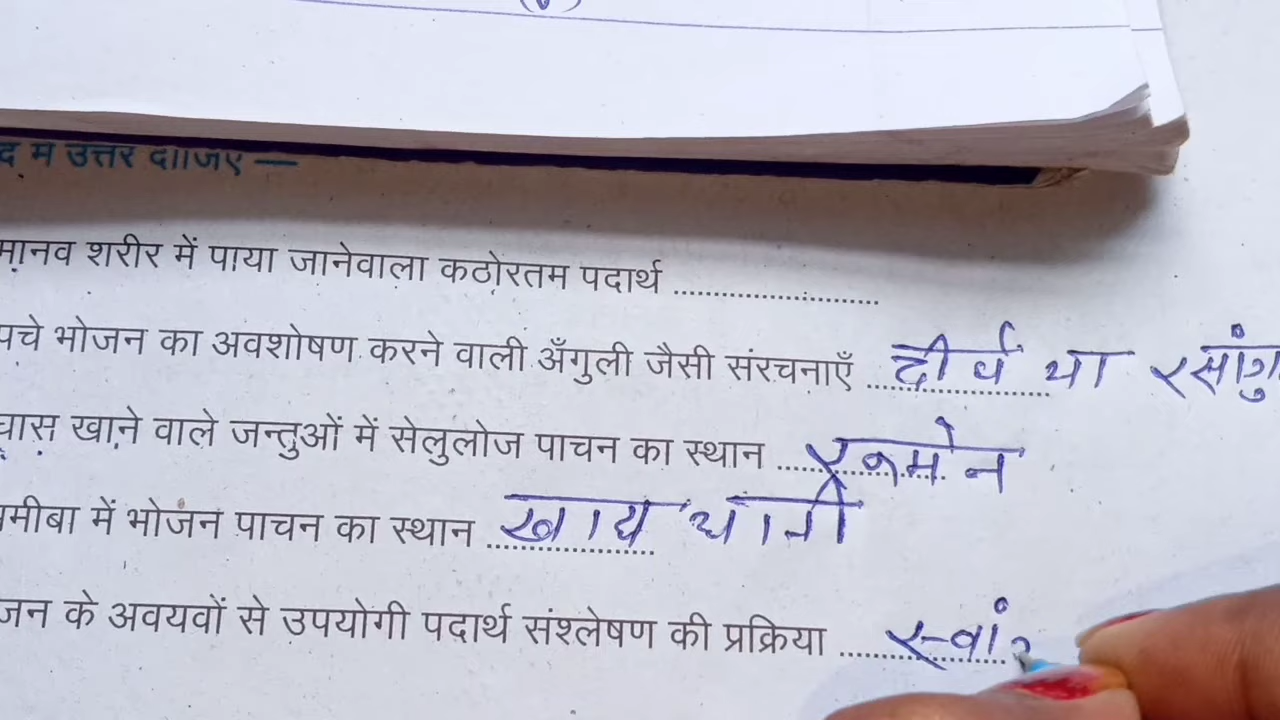 में उत्तर दीजिए —
मानव शरीर में पाया जानेवाला कठोरतम पदार्थ ........................
पचे भोजन का अवशोषण करने वाली अँगुली जैसी संरचनाएँ दीर्घ या रसांगु
घास खाने वाले जन्तुओं में सेलुलोज पाचन का स्थान रूमेन
अमीबा में भोजन पाचन का स्थान खाद्य धानी
जन के अवयवों से उपयोगी पदार्थ संश्लेषण की प्रक्रिया स्वां